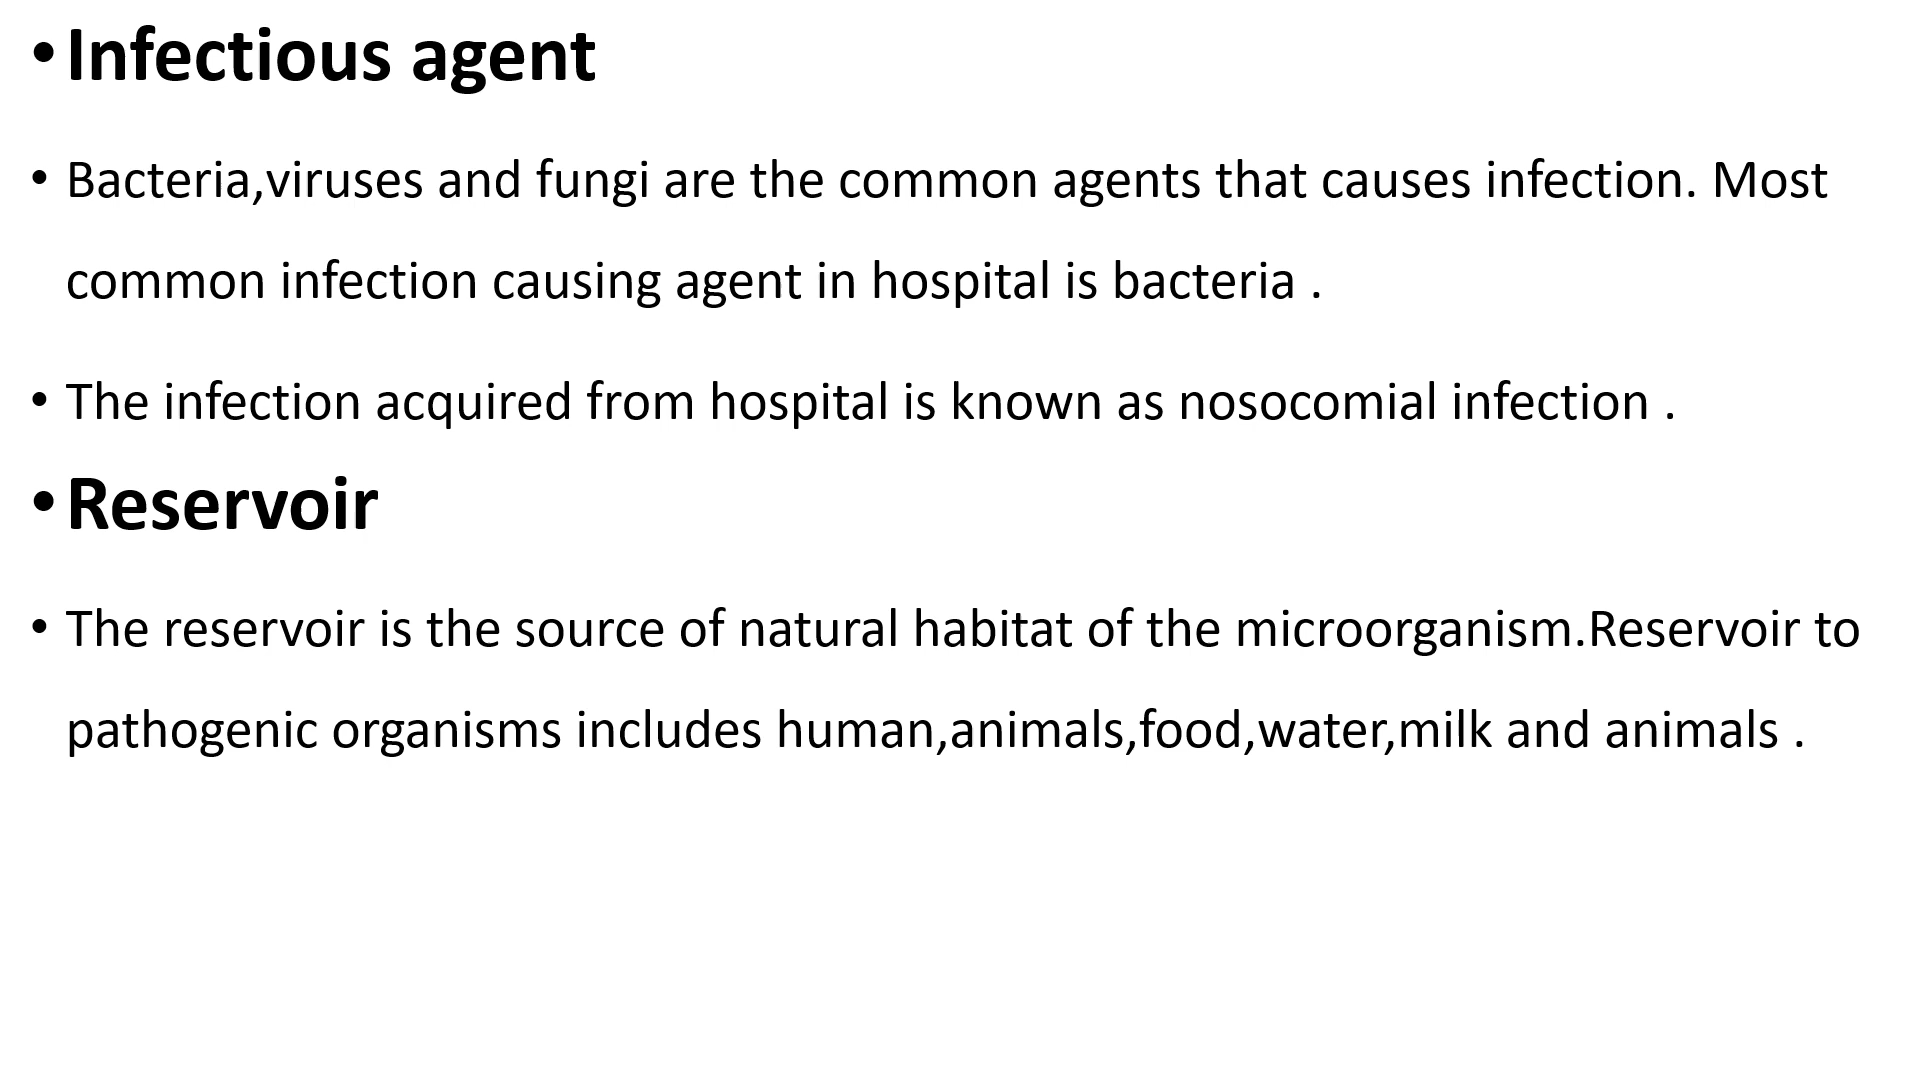 •Infectious agent
• Bacteria,viruses and fungi are the common agents that causes infection. Most
common infection causing agent in hospital is bacteria .
• The infection acquired from hospital is known as nosocomial infection .
•Reservoir
• The reservoir is the source of natural habitat of the microorganism.Reservoir to
pathogenic organisms includes human,animals,food,water,milk and animals .